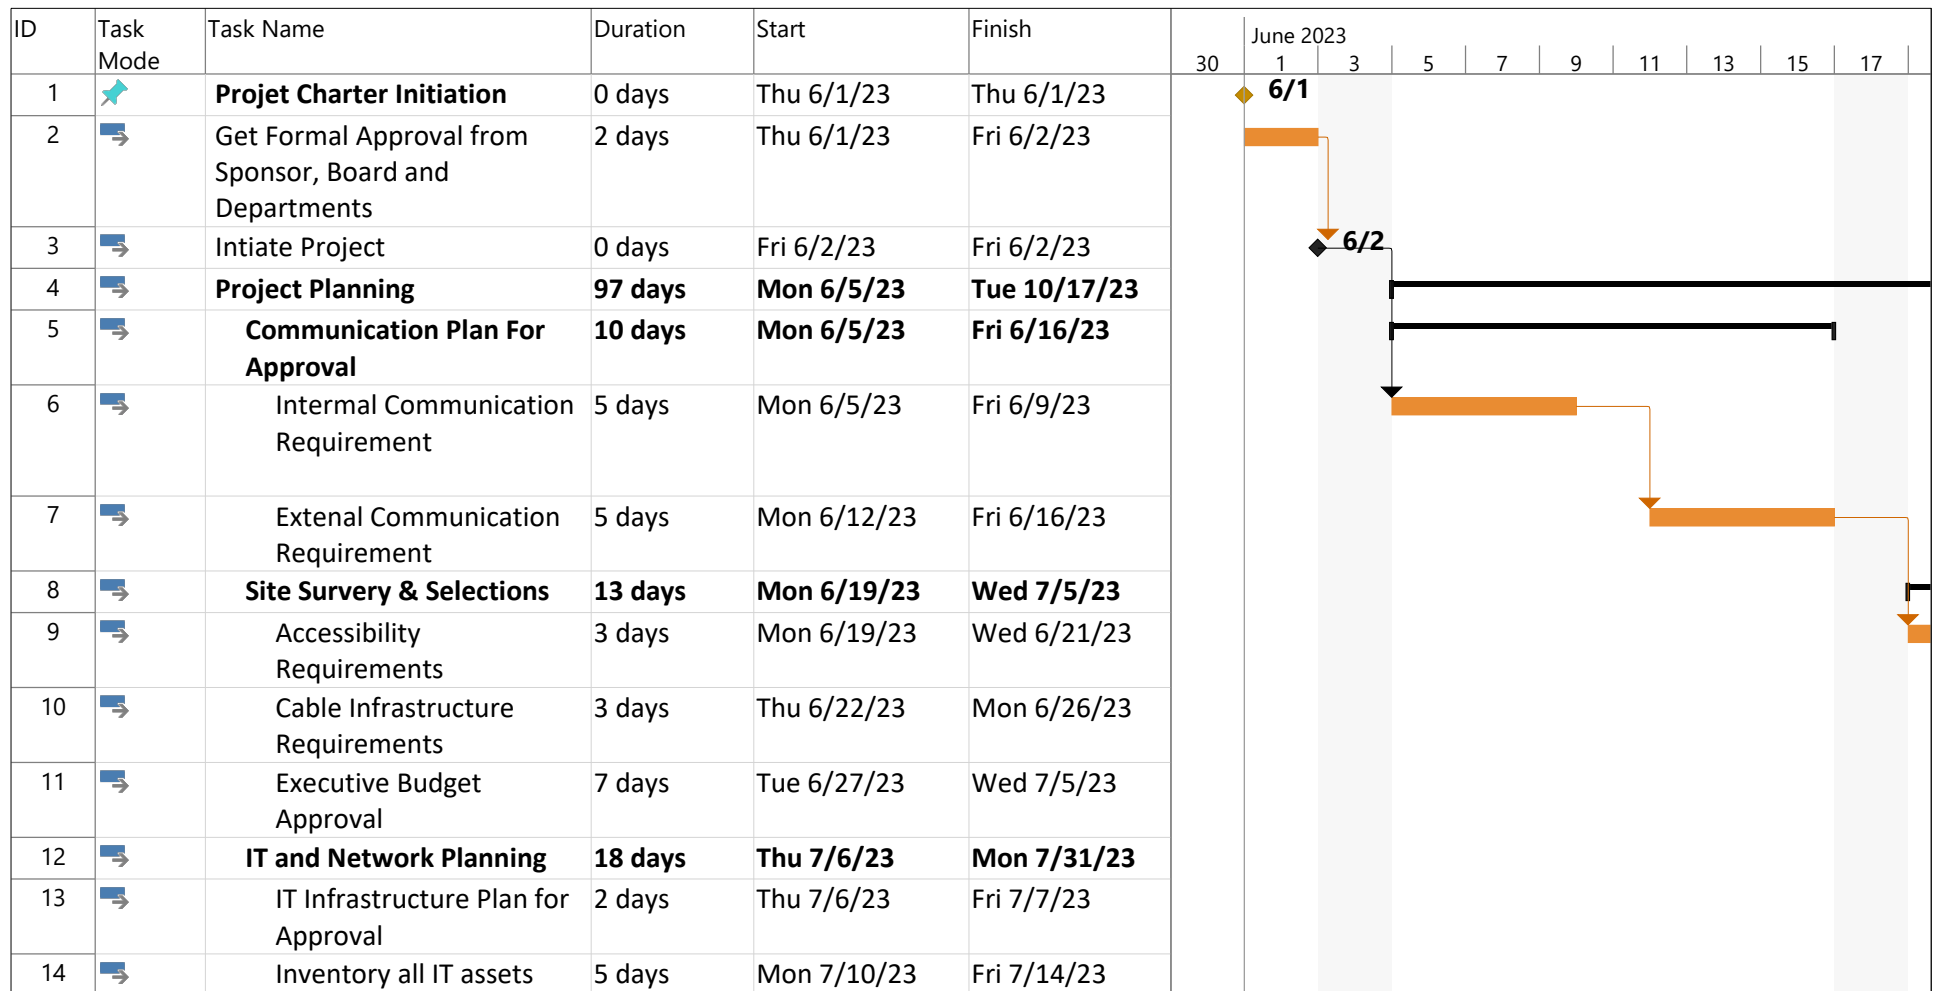 ID Task Mode Task Name Duration Start Finish
June 2023
30 1 3 5 7 9 11 13 15 17
1 Projet Charter Initiation 0 days Thu 6/1/23 Thu 6/1/23 6/1
2 Get Formal Approval from 2 days Thu 6/1/23 Fri 6/2/23
Sponsor, Board and
Departments
3 Intiate Project 0 days Fri 6/2/23 Fri 6/2/23 6/2
4 Project Planning 97 days Mon 6/5/23 Tue 10/17/23
5 Communication Plan For 10 days Mon 6/5/23 Fri 6/16/23
Approval
6 Intermal Communication 5 days Mon 6/5/23 Fri 6/9/23
Requirement
7 Extenal Communication 5 days Mon 6/12/23 Fri 6/16/23
Requirement
8 Site Survery & Selections 13 days Mon 6/19/23 Wed 7/5/23
9 Accessibility 3 days Mon 6/19/23 Wed 6/21/23
Requirements
10 Cable Infrastructure 3 days Thu 6/22/23 Mon 6/26/23
Requirements
11 Executive Budget 7 days Tue 6/27/23 Wed 7/5/23
Approval
12 IT and Network Planning 18 days Thu 7/6/23 Mon 7/31/23
13 IT Infrastructure Plan for 2 days Thu 7/6/23 Fri 7/7/23
Approval
14 Inventory all IT assets 5 days Mon 7/10/23 Fri 7/14/23